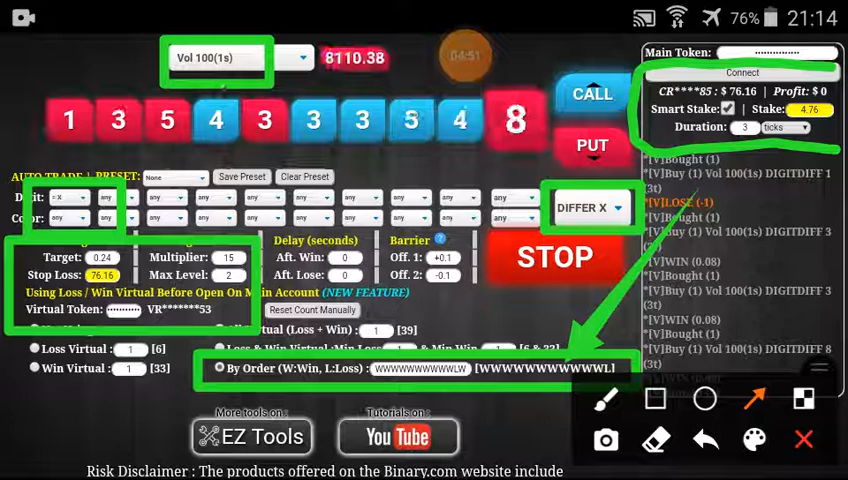 76% 21:14
Vol 100(1s) 8110.38 04:51
Main Token: ••••••••••••••
Connect
CR****85 : $ 76.16 | Profit: $ 0
Smart Stake: Stake: 4.76
Duration: 3 ticks
1 3 5 4 3 3 3 5 4 8
CALL
PUT
AUTO TRADE | PRESET: None Save Preset Clear Preset
Digit: = X any any any any any any any any any
Color: any any any any any any any any any any
DIFFER X
Delay (seconds) Barrier ?
Target: 0.24 Multiplier: 15 Aft. Win: 0 Off. 1: +0.1
Stop Loss: 76.16 Max Level: 2 Aft. Lose: 0 Off. 2: -0.1
STOP
Using Loss / Win Virtual Before Open On Main Account (NEW FEATURE)
Virtual Token: •••••••••• VR*******53 Reset Count Manually
Virtual (Loss + Win) : 1 [39]
Loss Virtual : 1 [6] Loss & Win Virtual: Min Loss 1 & Min Win 1 [6 & 33]
Win Virtual : 1 [33] By Order (W:Win, L:Loss) :
*[V]Bought (1)
*[V]Buy (1) Vol 100(1s) DIGITDIFF 1
(3t)
*[V]LOSE (-1)
*[V]Bought (1)
*[V]Buy (1) Vol 100(1s) DIGITDIFF 3
*[V]WIN (0.08)
*[V]Bought (1)
*[V]Buy (1) Vol 100(1s) DIGITDIFF 3
(3t)
*[V]WIN (0.08)
*[V]Bought (1)
*[V]Buy (1) Vol 100(1s) DIGITDIFF 8
(3t)
More tools on :
EZ Tools
Tutorials on :
YouTube
Risk Disclaimer : The products offered on the Binary.com website include